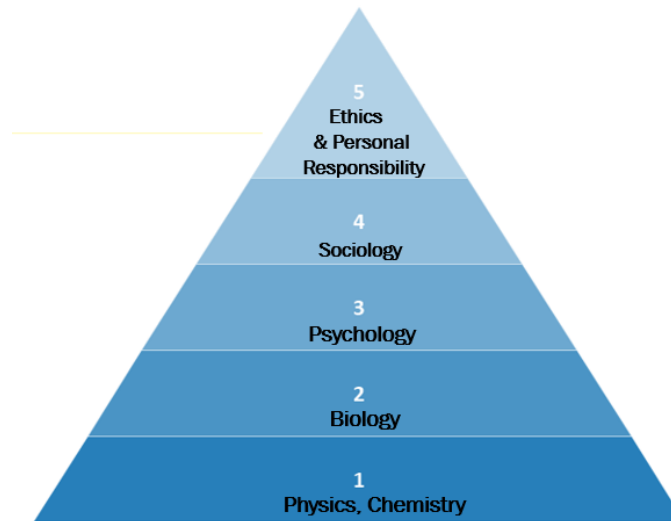 5
Ethics
& Personal
Responsibility
4
Sociology
3
Psychology
2
Biology
1
Physics, Chemistry